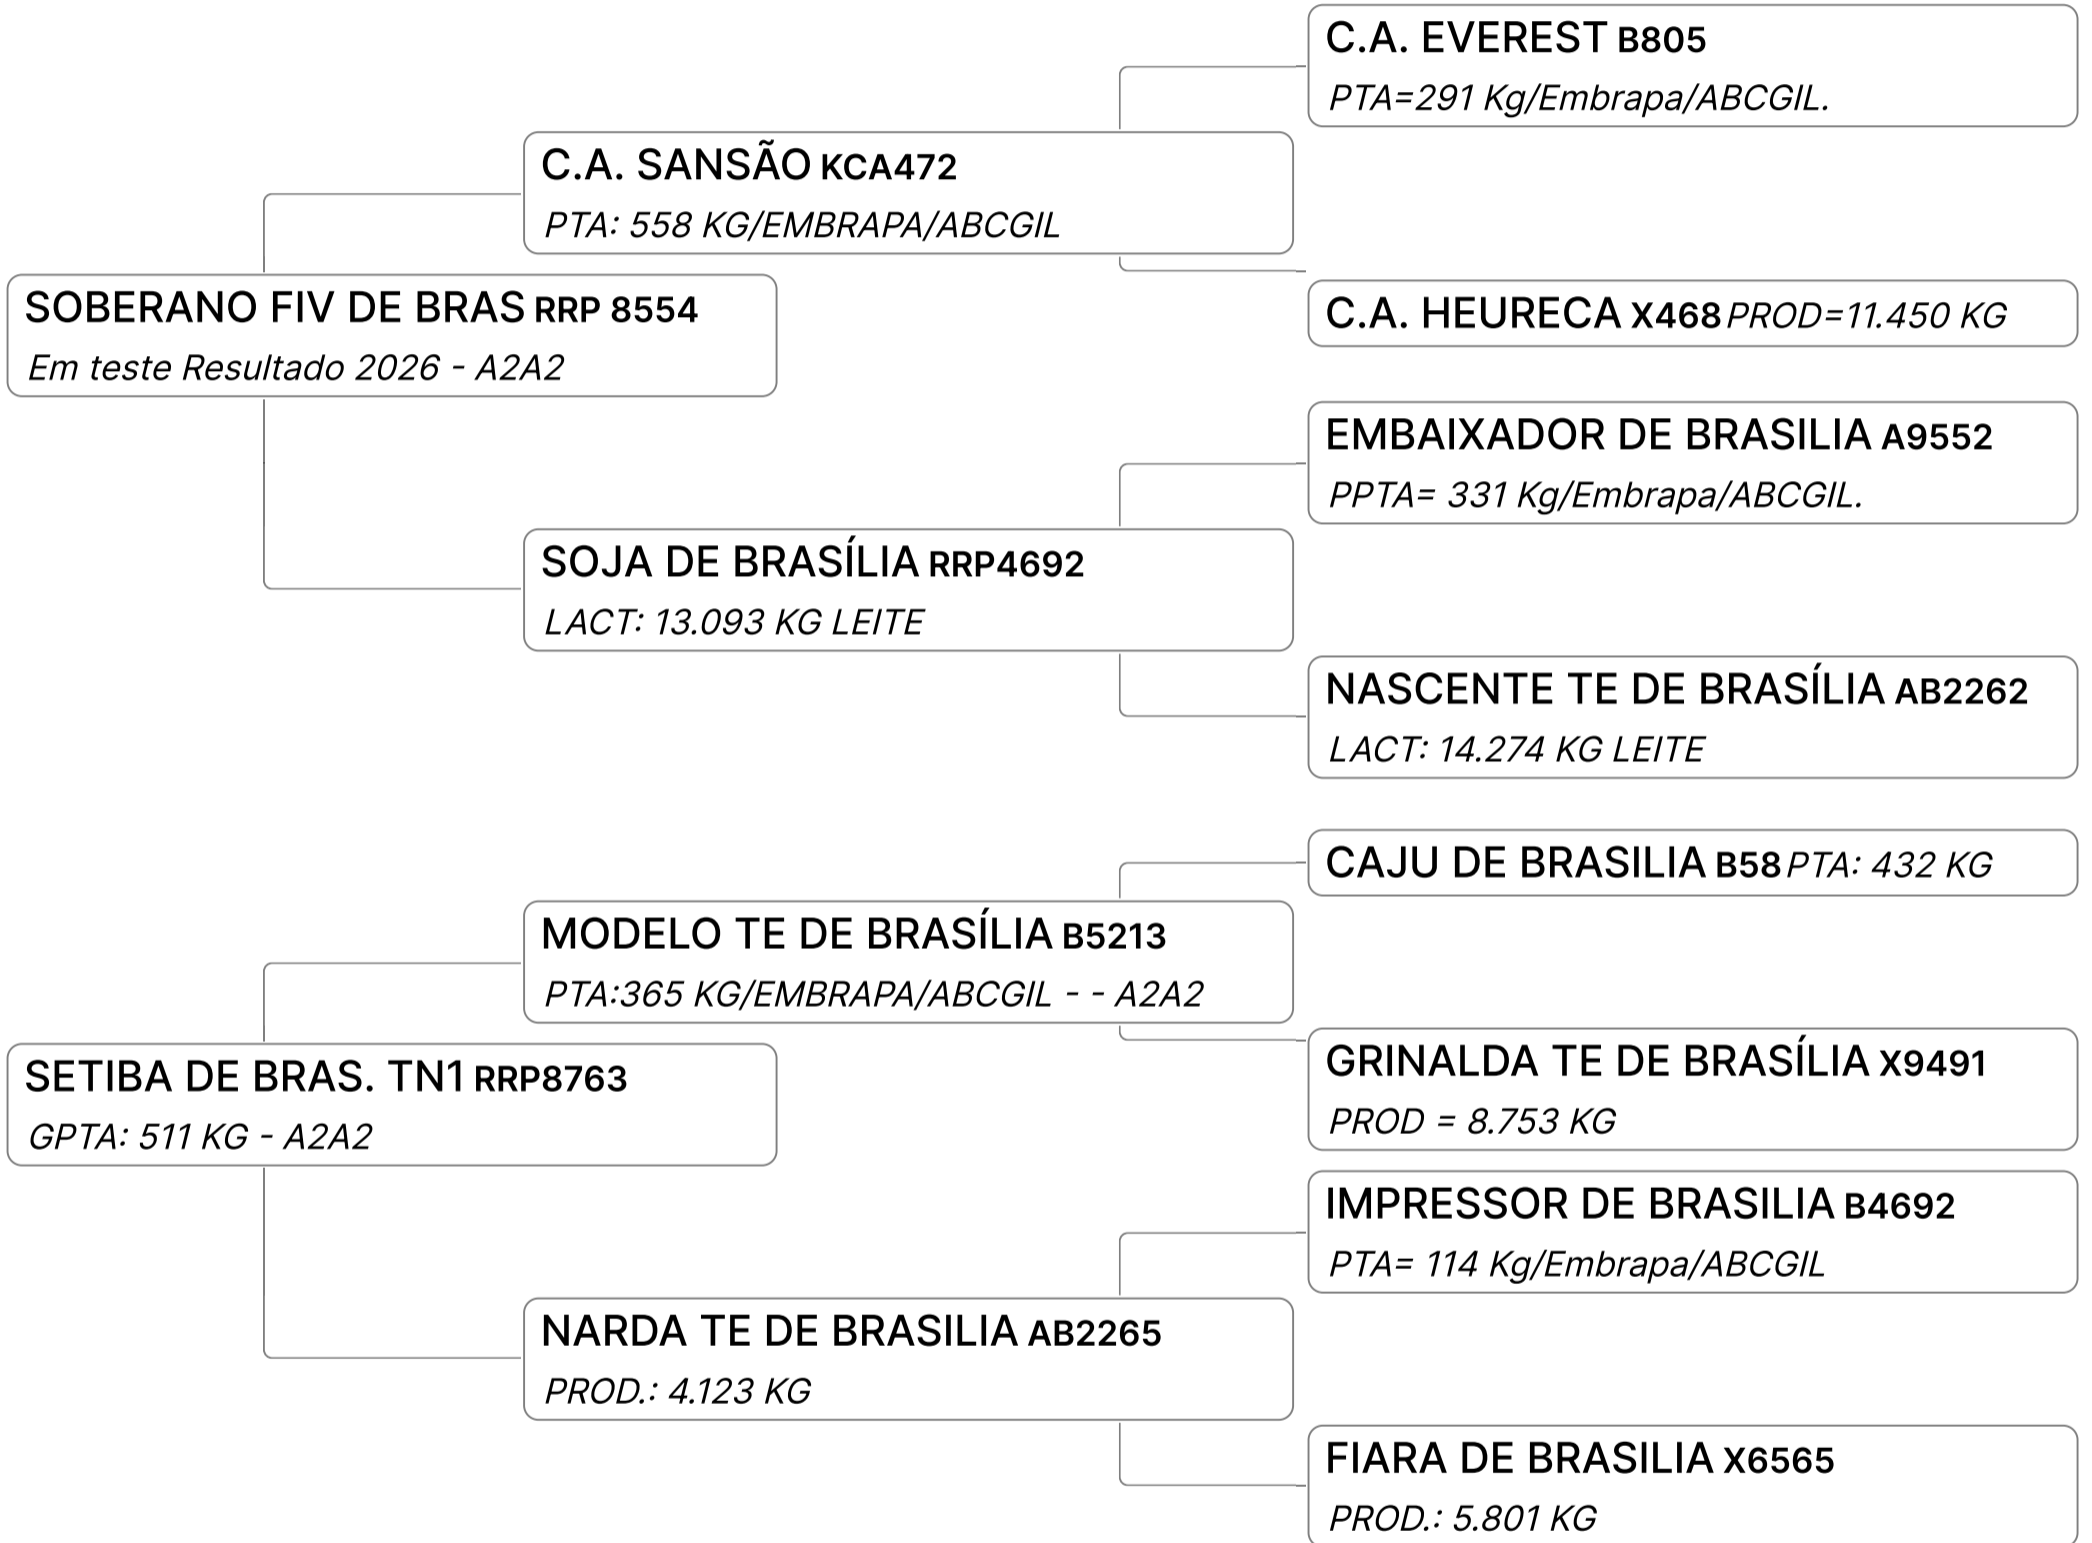 C.A. EVEREST B805
PTA=291 Kg/Embrapa/ABCGIL.
C.A. SANSÃO KCA472
PTA: 558 KG/EMBRAPA/ABCGIL
C.A. HEURECA X468 PROD=11.450 KG
SOBERANO FIV DE BRAS RRP 8554
Em teste Resultado 2026 - A2A2
EMBAIXADOR DE BRASILIA A9552
PPTA= 331 Kg/Embrapa/ABCGIL.
SOJA DE BRASÍLIA RRP4692
LACT: 13.093 KG LEITE
NASCENTE TE DE BRASÍLIA AB2262
LACT: 14.274 KG LEITE
CAJU DE BRASILIA B58 PTA: 432 KG
MODELO TE DE BRASÍLIA B5213
PTA:365 KG/EMBRAPA/ABCGIL - - A2A2
GRINALDA TE DE BRASÍLIA X9491
PROD = 8.753 KG
SETIBA DE BRAS. TN1 RRP8763
GPTA: 511 KG - A2A2
IMPRESSOR DE BRASILIA B4692
PTA= 114 Kg/Embrapa/ABCGIL
NARDA TE DE BRASILIA AB2265
PROD.: 4.123 KG
FIARA DE BRASILIA X6565
PROD.: 5.801 KG